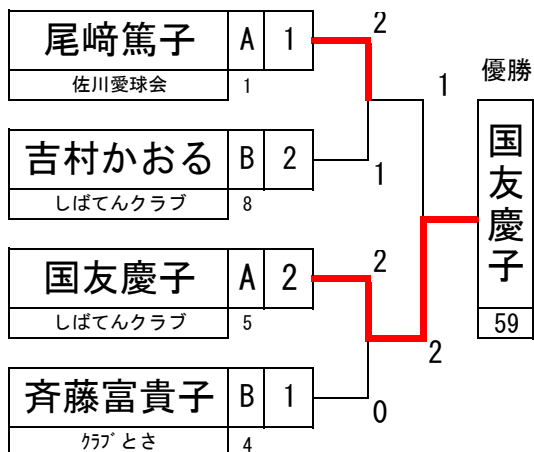 尾﨑篤子 A 1 2
佐川愛球会 1
1 優勝
吉村かおる B 2 1
しばてんクラブ 8
国友慶子
国友慶子 A 2 2
しばてんクラブ 5
59
2
斉藤富貴子 B 1 0
クラブとさ 4